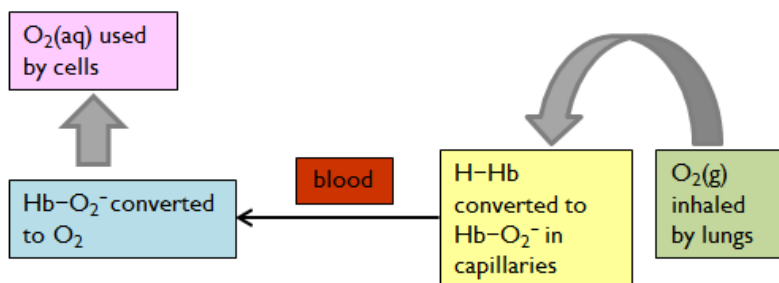 O₂(aq) used
by cells
Hb–O₂⁻ converted
to O₂
blood
H–Hb
converted to
Hb–O₂⁻ in
capillaries
O₂(g)
inhaled
by lungs